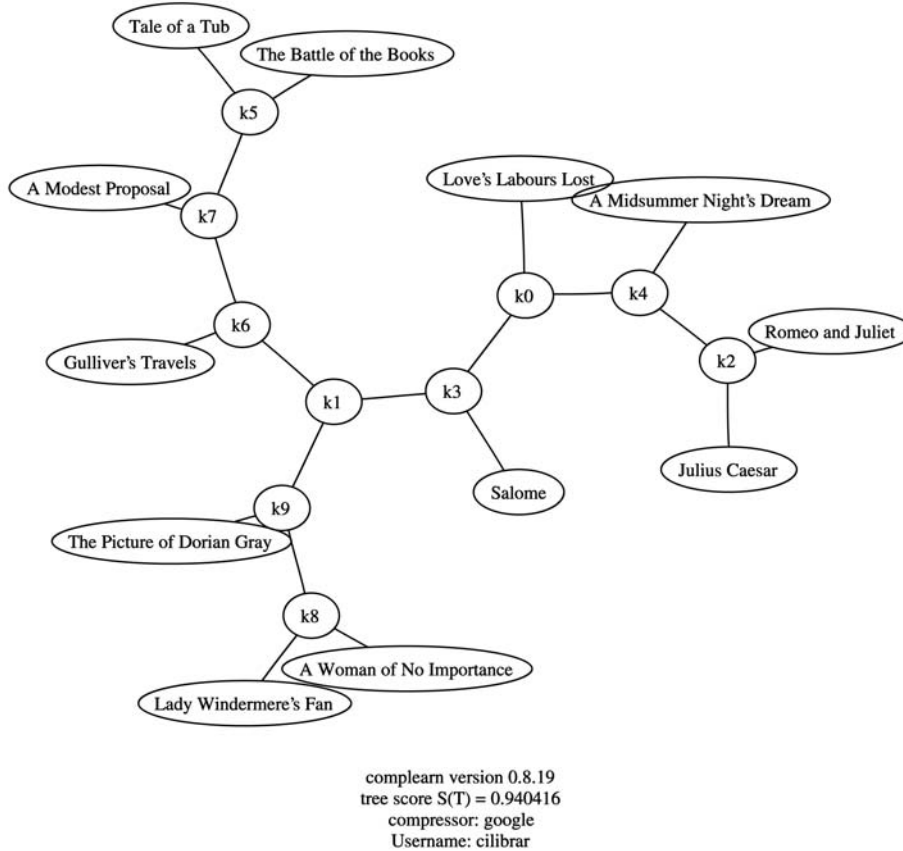 Tale of a Tub
The Battle of the Books
k5
A Modest Proposal
k7
Love's Labours Lost
A Midsummer Night's Dream
k0
k4
k6
Gulliver's Travels
Romeo and Juliet
k2
k1
k3
Julius Caesar
Salome
k9
The Picture of Dorian Gray
k8
A Woman of No Importance
Lady Windermere's Fan
complearn version 0.8.19
tree score S(T) = 0.940416
compressor: google
Username: cilibrar